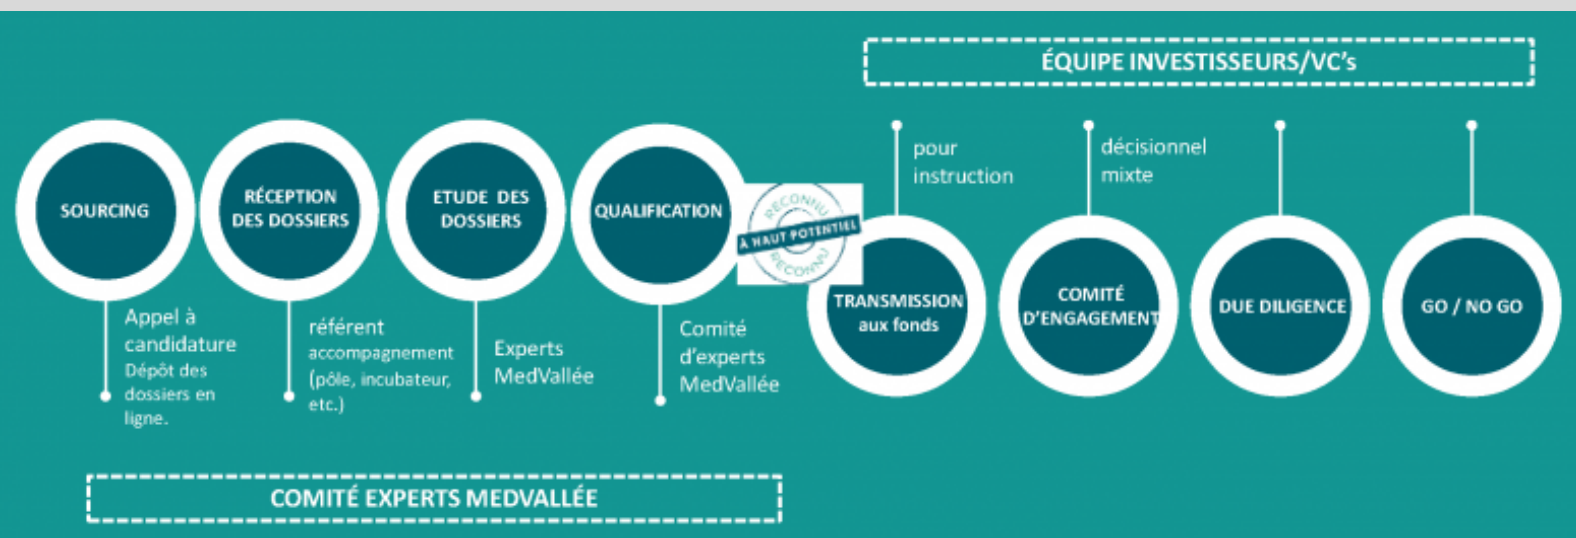 ÉQUIPE INVESTISSEURS/VC's
SOURCING
Appel à
candidature
Dépôt des
dossiers en
ligne.
RÉCEPTION
DES DOSSIERS
référent
accompagnement
(pôle, incubateur,
etc.)
ETUDE DES
DOSSIERS
Experts
MedVallée
QUALIFICATION
Comité
d'experts
MedVallée
RECONNU
À HAUT POTENTIEL
RECONNU
pour
instruction
TRANSMISSION
aux fonds
décisionnel
mixte
COMITÉ
D'ENGAGEMENT
DUE DILIGENCE
GO / NO GO
COMITÉ EXPERTS MEDVALLÉE